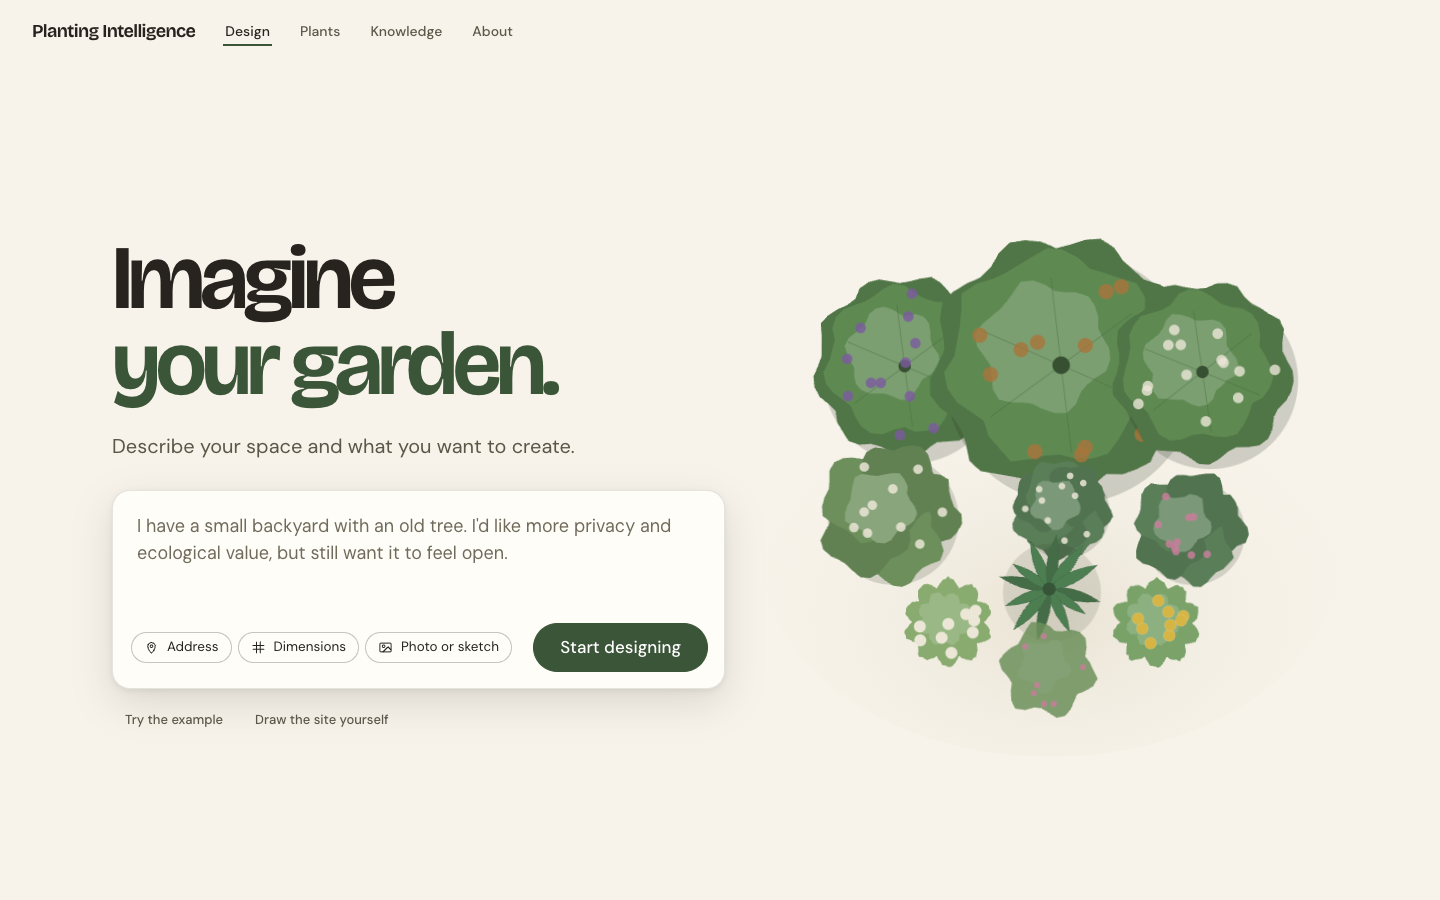 Planting Intelligence
Design
Plants
Knowledge
About
Imagine
your garden.
Describe your space and what you want to create.
I have a small backyard with an old tree. I'd like more privacy and
ecological value, but still want it to feel open.
Address
Dimensions
Photo or sketch
Start designing
Try the example
Draw the site yourself